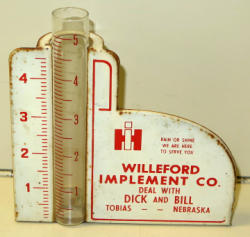 5
4
4
3
3
2
2
1
1
IH
RAIN OR SHINE
WE ARE HERE
TO SERVE YOU
WILLEFORD
IMPLEMENT CO.
DEAL WITH
DICK AND BILL
TOBIAS - - NEBRASKA